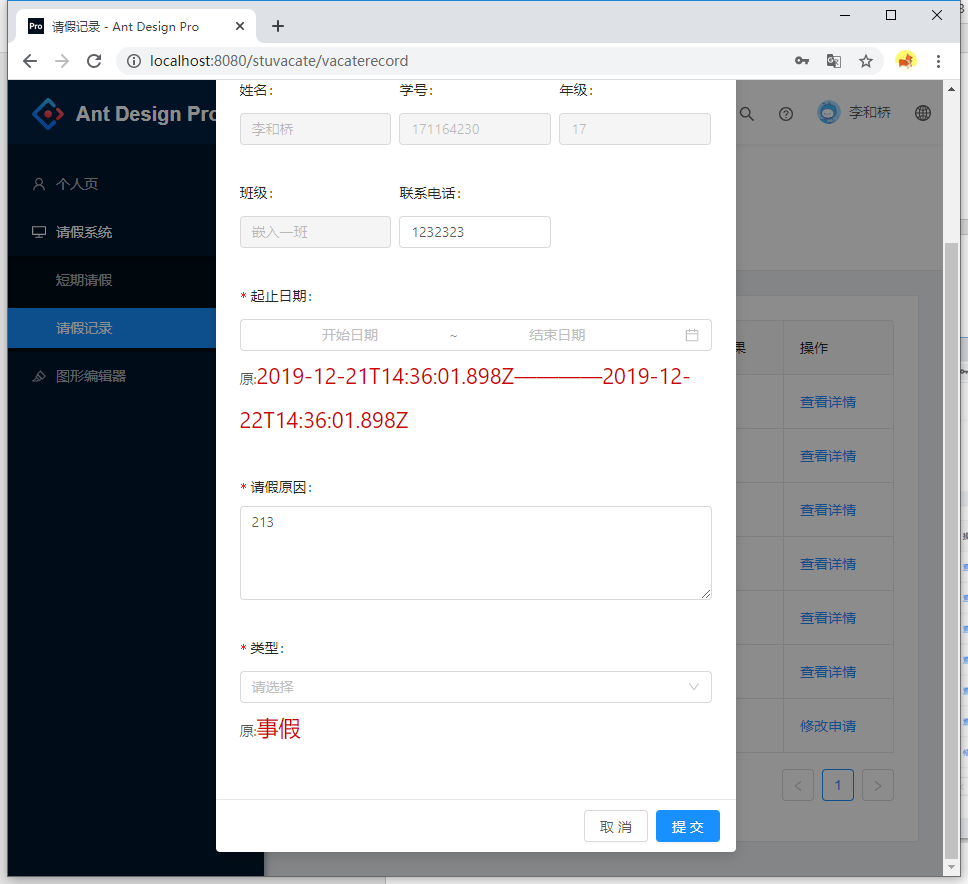 请假记录 - Ant Design Pro
localhost:8080/stuvacate/vacaterecord
Ant Design Pro
李和桥
个人页
请假系统
短期请假
请假记录
图形编辑器
姓名: 学号: 年级:
李和桥 171164230 17
班级: 联系电话:
嵌入一班 1232323
* 起止日期:
开始日期 ~ 结束日期
原:2019-12-21T14:36:01.898Z————2019-12-
22T14:36:01.898Z
* 请假原因:
213
* 类型:
请选择
原:事假
取 消 提 交
果 操作
查看详情
查看详情
查看详情
查看详情
查看详情
查看详情
修改申请
< 1 >